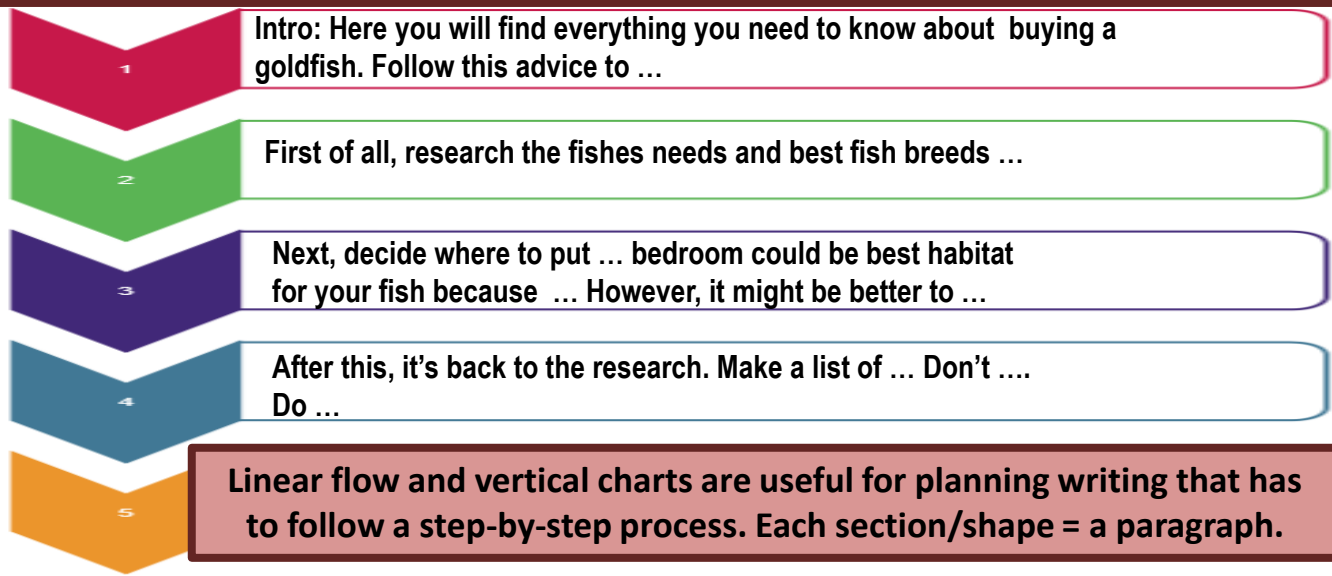 1
Intro: Here you will find everything you need to know about  buying a
goldfish. Follow this advice to …
2
First of all, research the fishes needs and best fish breeds …
3
Next, decide where to put … bedroom could be best habitat
for your fish because  … However, it might be better to …
4
After this, it’s back to the research. Make a list of … Don’t ….
Do …
5
Linear flow and vertical charts are useful for planning writing that has
to follow a step-by-step process. Each section/shape = a paragraph.